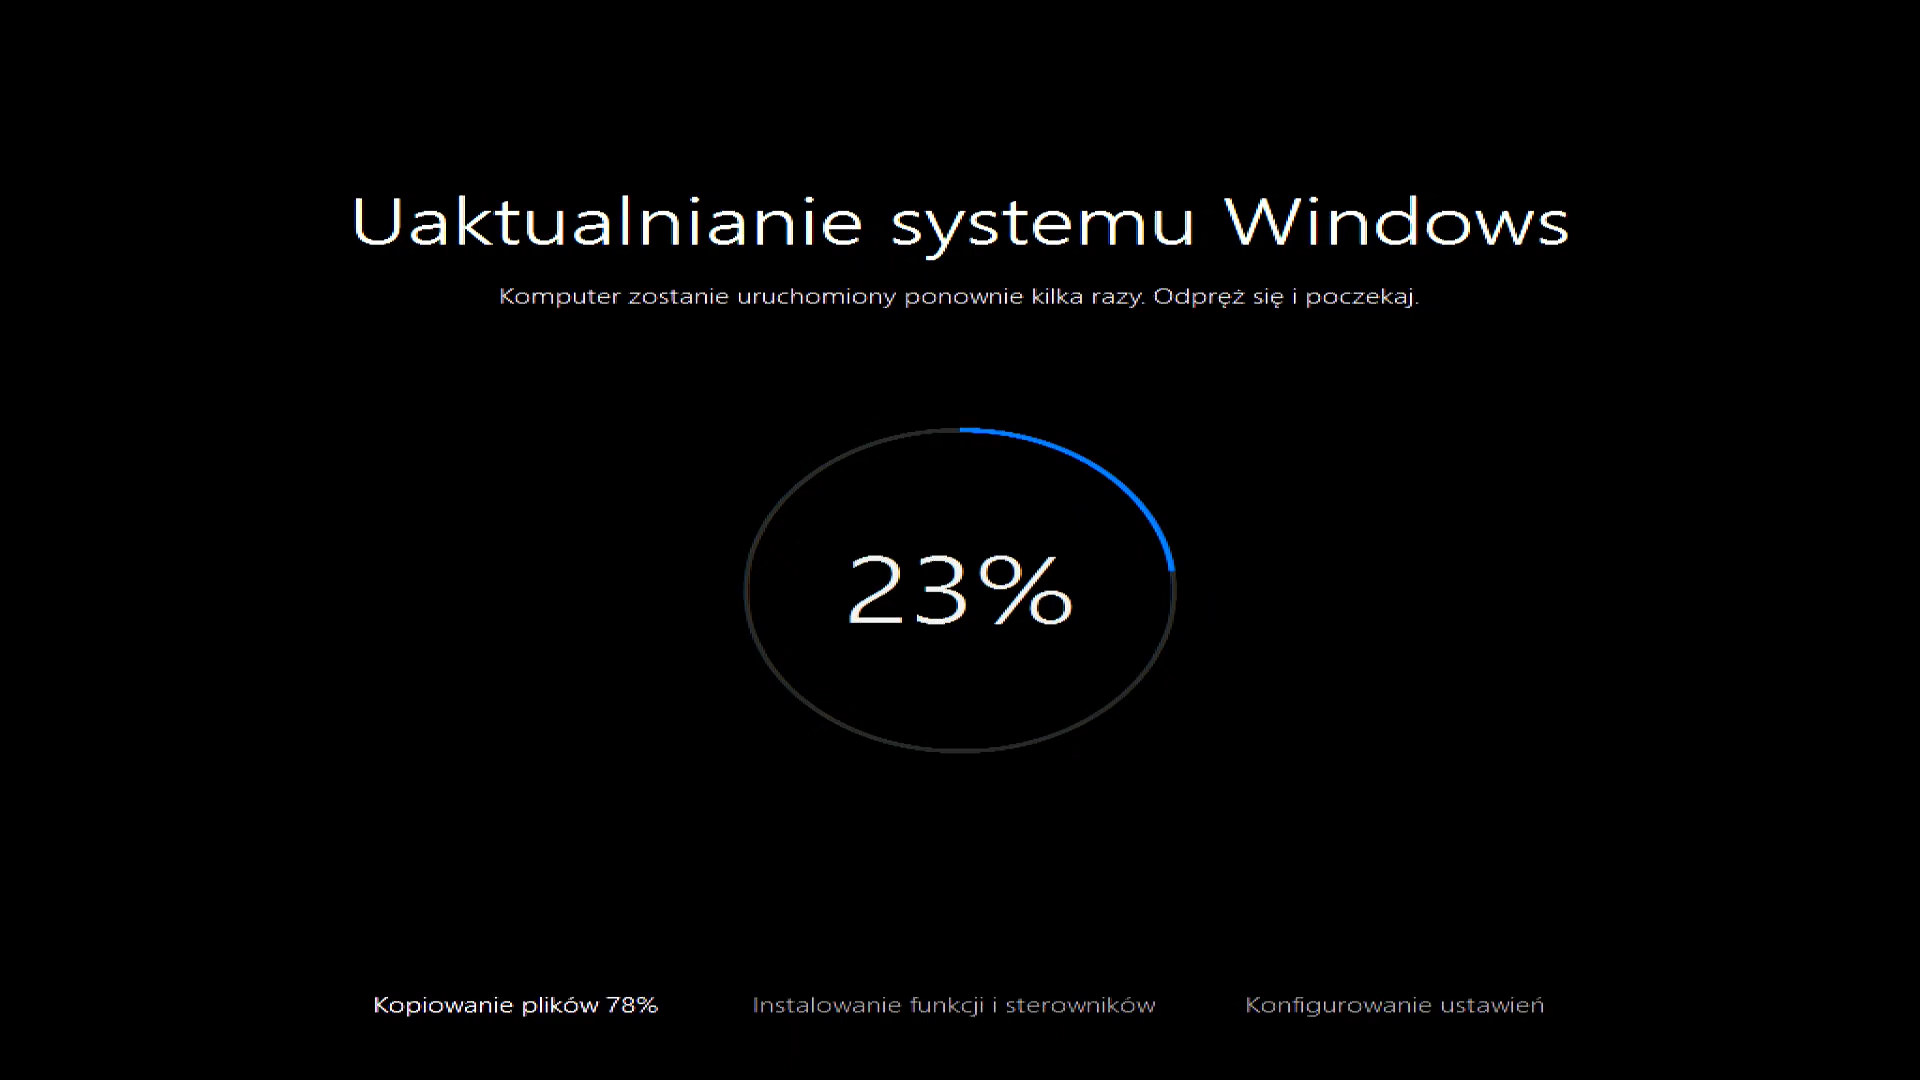 Uaktualnianie systemu Windows
Komputer zostanie uruchomiony ponownie kilka razy. Odpręż się i poczekaj.
23%
Kopiowanie plików 78%
Instalowanie funkcji i sterowników
Konfigurowanie ustawień